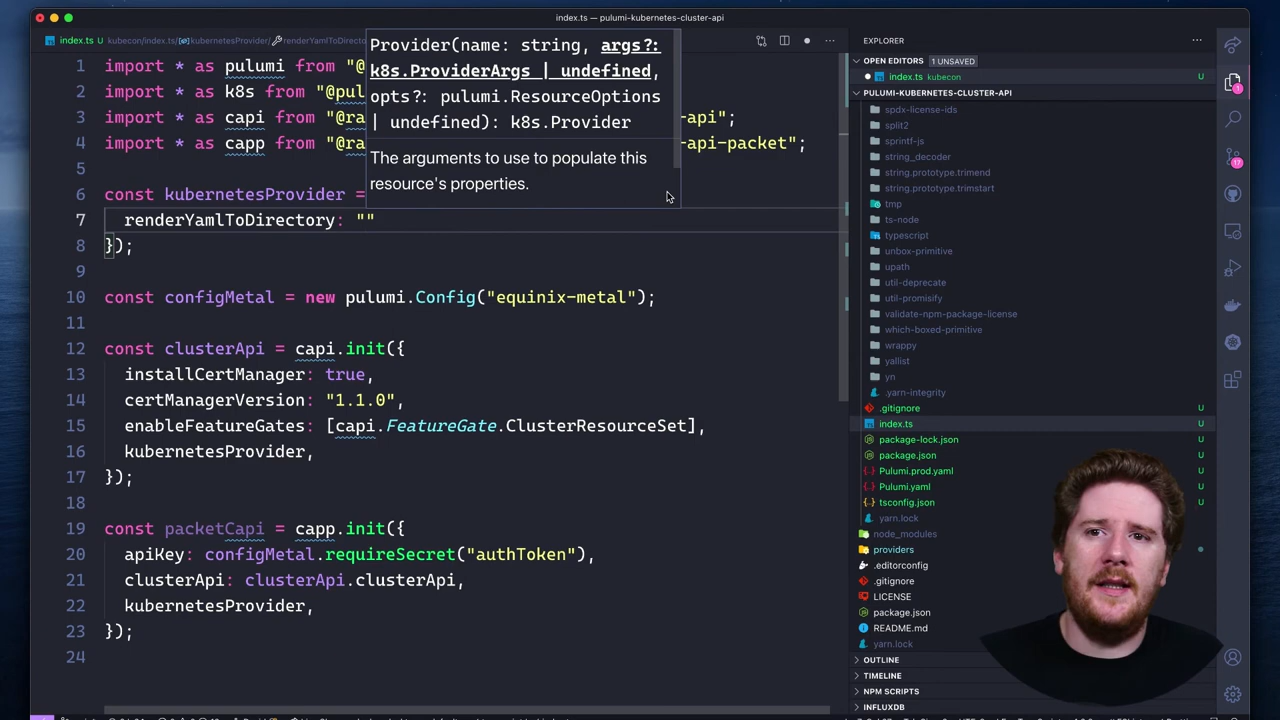 index.ts — pulumi-kubernetes-cluster-api
index.ts U
kubecon/index.ts/
kubernetesProvider/
renderYamlToDirecto
EXPLORER
Provider(name: string, args?:
k8s.ProviderArgs | undefined,
opts?: pulumi.ResourceOptions
| undefined): k8s.Provider
The arguments to use to populate this
resource's properties.
1 import * as pulumi from "@
2 import * as k8s from "@pul
3 import * as capi from "@ra -api";
4 import * as capp from "@ra -api-packet";
5
6 const kubernetesProvider =
7 renderYamlToDirectory: ""
8 });
9
10 const configMetal = new pulumi.Config("equinix-metal");
11
12 const clusterApi = capi.init({
13 installCertManager: true,
14 certManagerVersion: "1.1.0",
15 enableFeatureGates: [capi.FeatureGate.ClusterResourceSet],
16 kubernetesProvider,
17 });
18
19 const packetCapi = capp.init({
20 apiKey: configMetal.requireSecret("authToken"),
21 clusterApi: clusterApi.clusterApi,
22 kubernetesProvider,
23 });
24
OPEN EDITORS 1 UNSAVED
index.ts kubecon U
PULUMI-KUBERNETES-CLUSTER-API
spdx-license-ids
split2
sprintf-js
string_decoder
string.prototype.trimend
string.prototype.trimstart
tmp
ts-node
typescript
unbox-primitive
upath
util-deprecate
util-promisify
validate-npm-package-license
which-boxed-primitive
wrappy
yallist
yn
.yarn-integrity
.gitignore U
index.ts U
package-lock.json U
package.json U
Pulumi.prod.yaml U
Pulumi.yaml U
tsconfig.json U
yarn.lock
node_modules
providers
.editorconfig
.gitignore
LICENSE
package.json
README.md
yarn.lock
OUTLINE
TIMELINE
NPM SCRIPTS
INFLUXDB
1
17